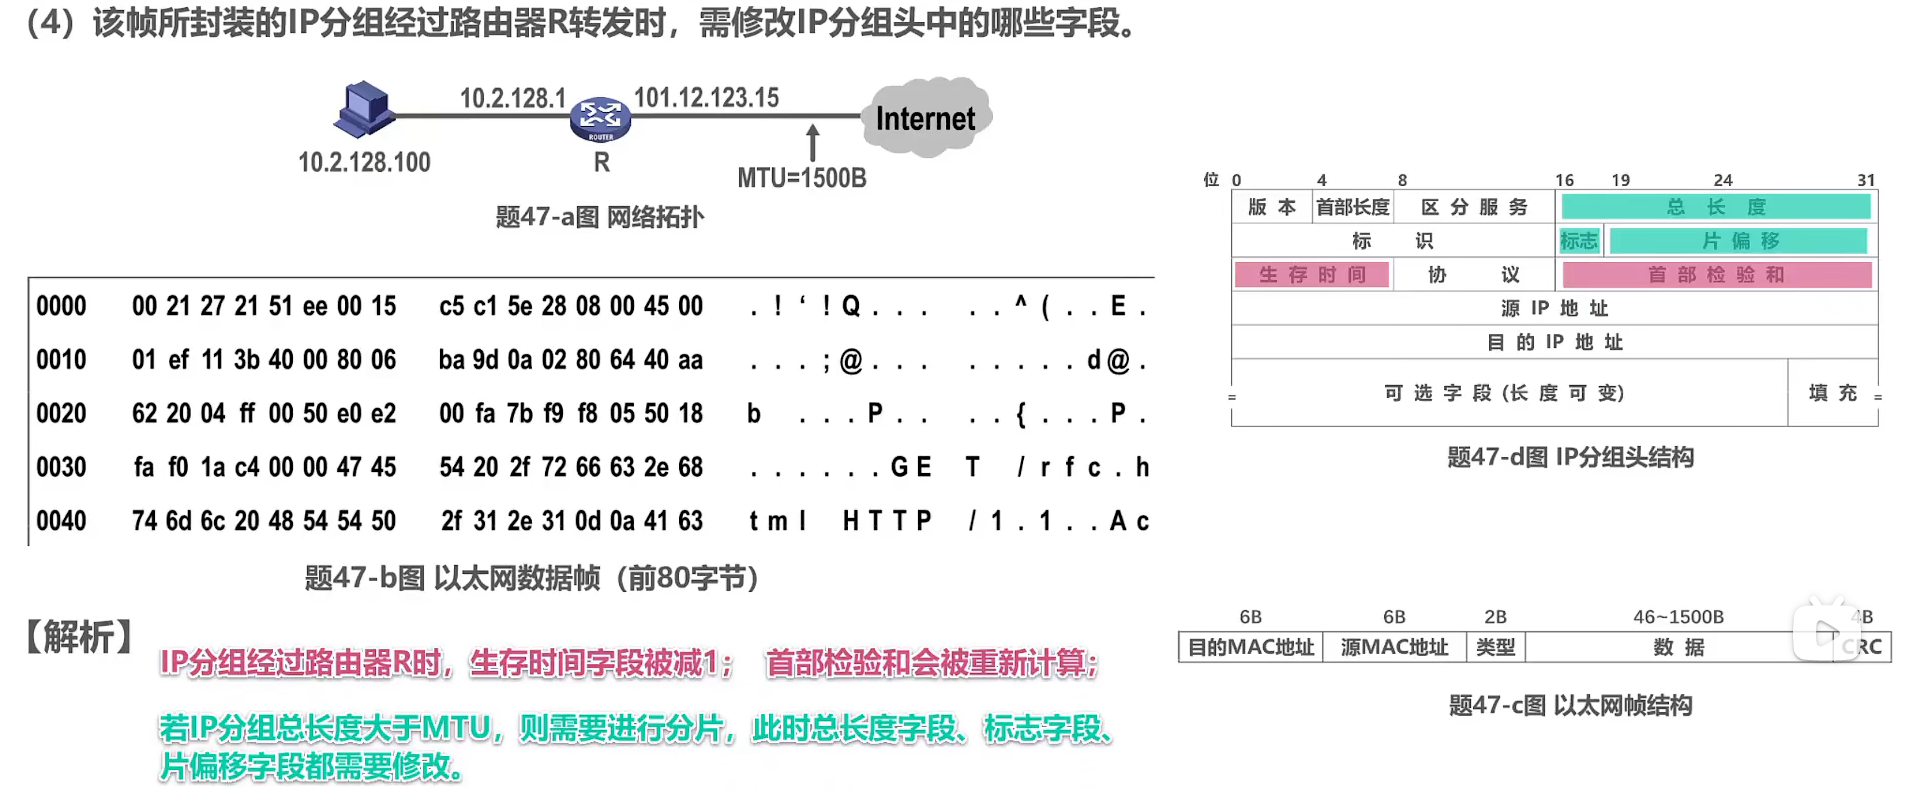 （4）该帧所封装的IP分组经过路由器R转发时，需修改IP分组头中的哪些字段。
10.2.128.1
101.12.123.15
Internet
ROUTER
10.2.128.100
R
MTU=1500B
题47-a图 网络拓扑
0000 00 21 27 21 51 ee 00 15 c5 c1 5e 28 08 00 45 00 . ! ‘ ! Q . . . . . ^ ( . . E .
0010 01 ef 11 3b 40 00 80 06 ba 9d 0a 02 80 64 40 aa . . . ; @ . . . . . . . . d @ .
0020 62 20 04 ff 00 50 e0 e2 00 fa 7b f9 f8 05 50 18 b . . . P . . . . { . . . P .
0030 fa f0 1a c4 00 00 47 45 54 20 2f 72 66 63 2e 68 . . . . . . G E T / r f c . h
0040 74 6d 6c 20 48 54 54 50 2f 31 2e 31 0d 0a 41 63 t m l H T T P / 1 . 1 . . A c
题47-b图 以太网数据帧（前80字节）
【解析】
IP分组经过路由器R时，生存时间字段被减1； 首部检验和会被重新计算；
若IP分组总长度大于MTU，则需要进行分片，此时总长度字段、标志字段、
片偏移字段都需要修改。
位 0 4 8 16 19 24 31
版 本 首部长度 区 分 服 务 总 长 度
标 识 标志 片 偏 移
生 存 时 间 协 议 首 部 检 验 和
源 IP 地 址
目 的 IP 地 址
可 选 字 段 (长 度 可 变) 填 充
题47-d图 IP分组头结构
6B 6B 2B 46~1500B 4B
目的MAC地址 源MAC地址 类型 数 据 CRC
题47-c图 以太网帧结构